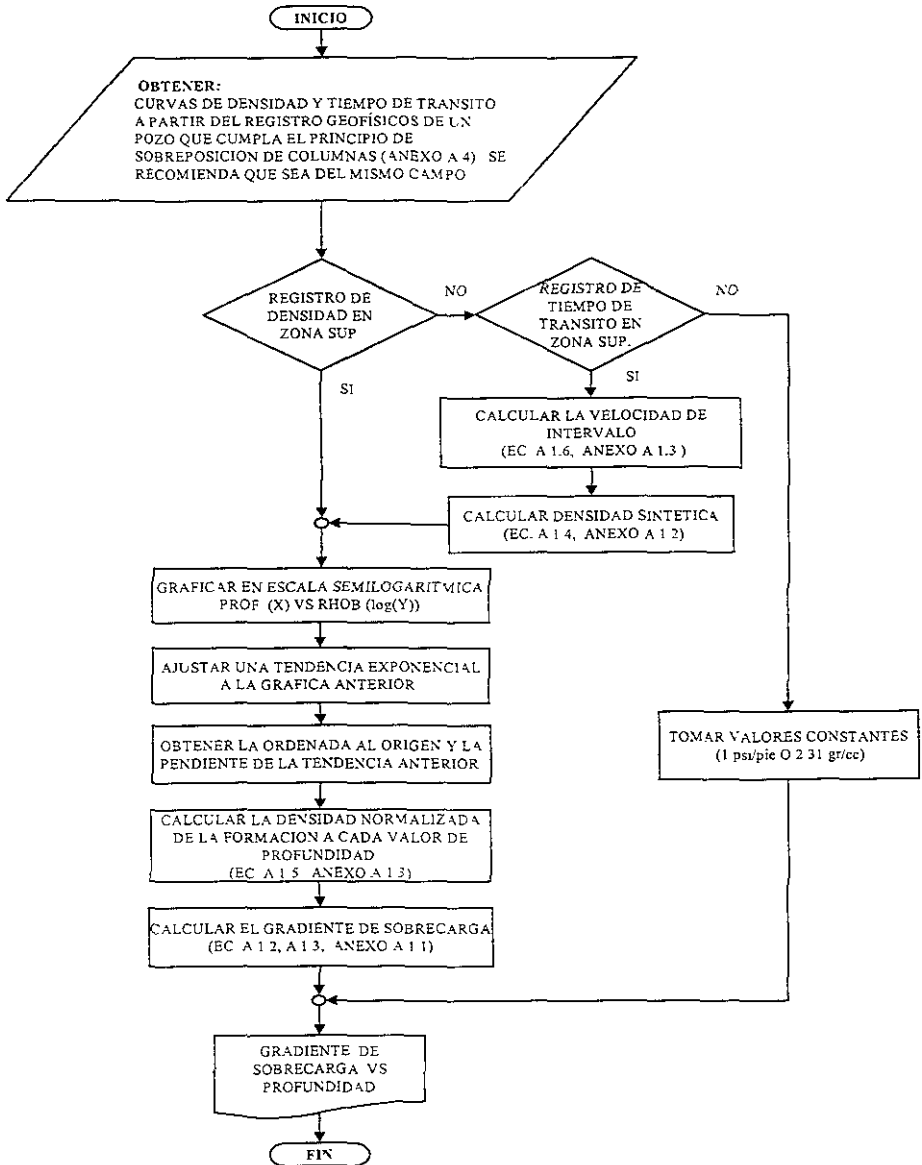 INICIO
OBTENER:
CURVAS DE DENSIDAD Y TIEMPO DE TRANSITO
A PARTIR DEL REGISTRO GEOFÍSICOS DE UN
POZO QUE CUMPLA EL PRINCIPIO DE
SOBREPOSICION DE COLUMNAS (ANEXO A 4) SE
RECOMIENDA QUE SEA DEL MISMO CAMPO
REGISTRO DE
DENSIDAD EN
ZONA SUP
NO
REGISTRO DE
TIEMPO DE
TRANSITO EN
ZONA SUP.
NO
SI
SI
CALCULAR LA VELOCIDAD DE
INTERVALO
(EC A 1.6, ANEXO A 1.3 )
CALCULAR DENSIDAD SINTETICA
(EC. A 1 4, ANEXO A 1 2)
GRAFICAR EN ESCALA SEMILOGARITMICA
PROF (X) VS RHOB (log(Y))
AJUSTAR UNA TENDENCIA EXPONENCIAL
A LA GRAFICA ANTERIOR
OBTENER LA ORDENADA AL ORIGEN Y LA
PENDIENTE DE LA TENDENCIA ANTERIOR
TOMAR VALORES CONSTANTES
(1 psi/pie O 2 31 gr/cc)
CALCULAR LA DENSIDAD NORMALIZADA
DE LA FORMACION A CADA VALOR DE
PROFUNDIDAD
(EC A 1 5 ANEXO A 1 3)
CALCULAR EL GRADIENTE DE SOBRECARGA
(EC A 1 2, A 1 3, ANEXO A 1 1)
GRADIENTE DE
SOBRECARGA VS
PROFUNDIDAD
FIN